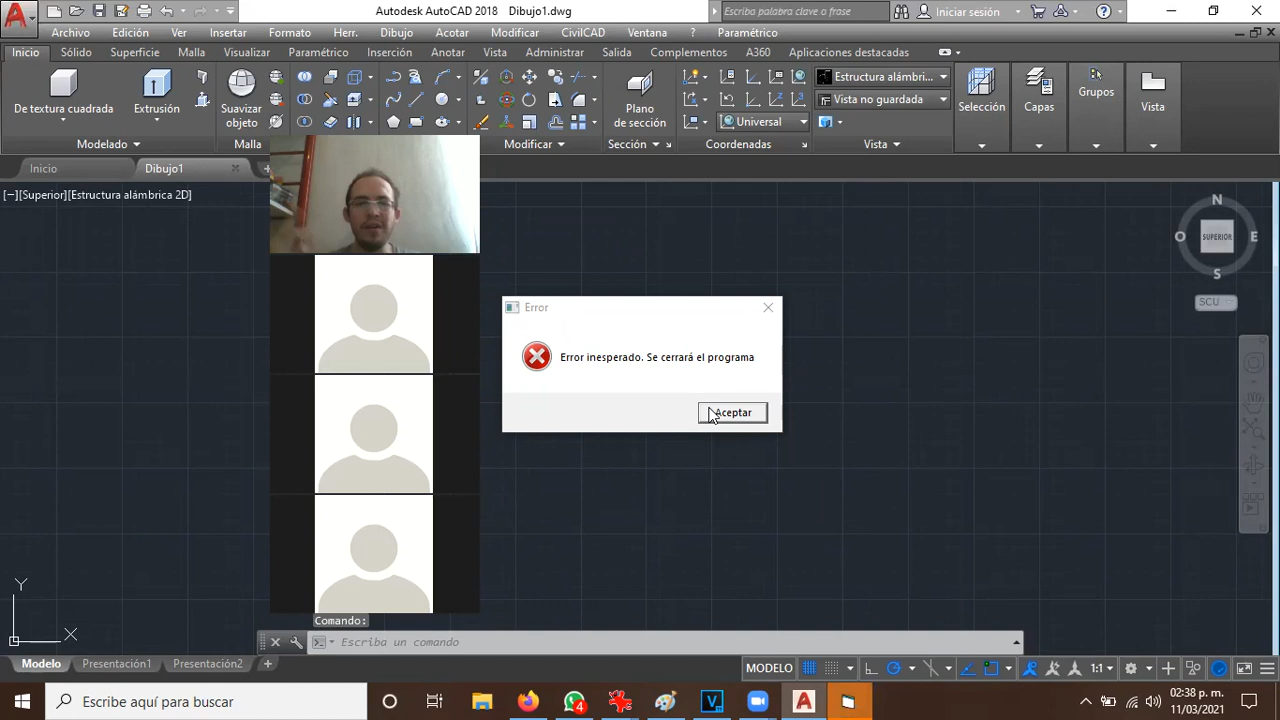 Autodesk AutoCAD 2018 Dibujo1.dwg
Escriba palabra clave o frase
Iniciar sesión
Archivo Edición Ver Insertar Formato Herr. Dibujo Acotar Modificar CivilCAD Ventana ? Paramétrico
Inicio Sólido Superficie Malla Visualizar Paramétrico Inserción Anotar Vista Administrar Salida Complementos A360 Aplicaciones destacadas
De textura cuadrada
Extrusión
Suavizar objeto
Plano de sección
Estructura alámbri...
Vista no guardada
Universal
Selección
Capas
Grupos
Vista
Modelado Malla Modificar Sección Coordenadas Vista
Inicio Dibujo1
[−][Superior][Estructura alámbrica 2D]
N
O SUPERIOR E
S
SCU
Error
Error inesperado. Se cerrará el programa
Aceptar
Y
X
Comando:
Escriba un comando
Modelo Presentación1 Presentación2 +
MODELO 1:1
Escribe aquí para buscar
4
02:38 p. m.
11/03/2021